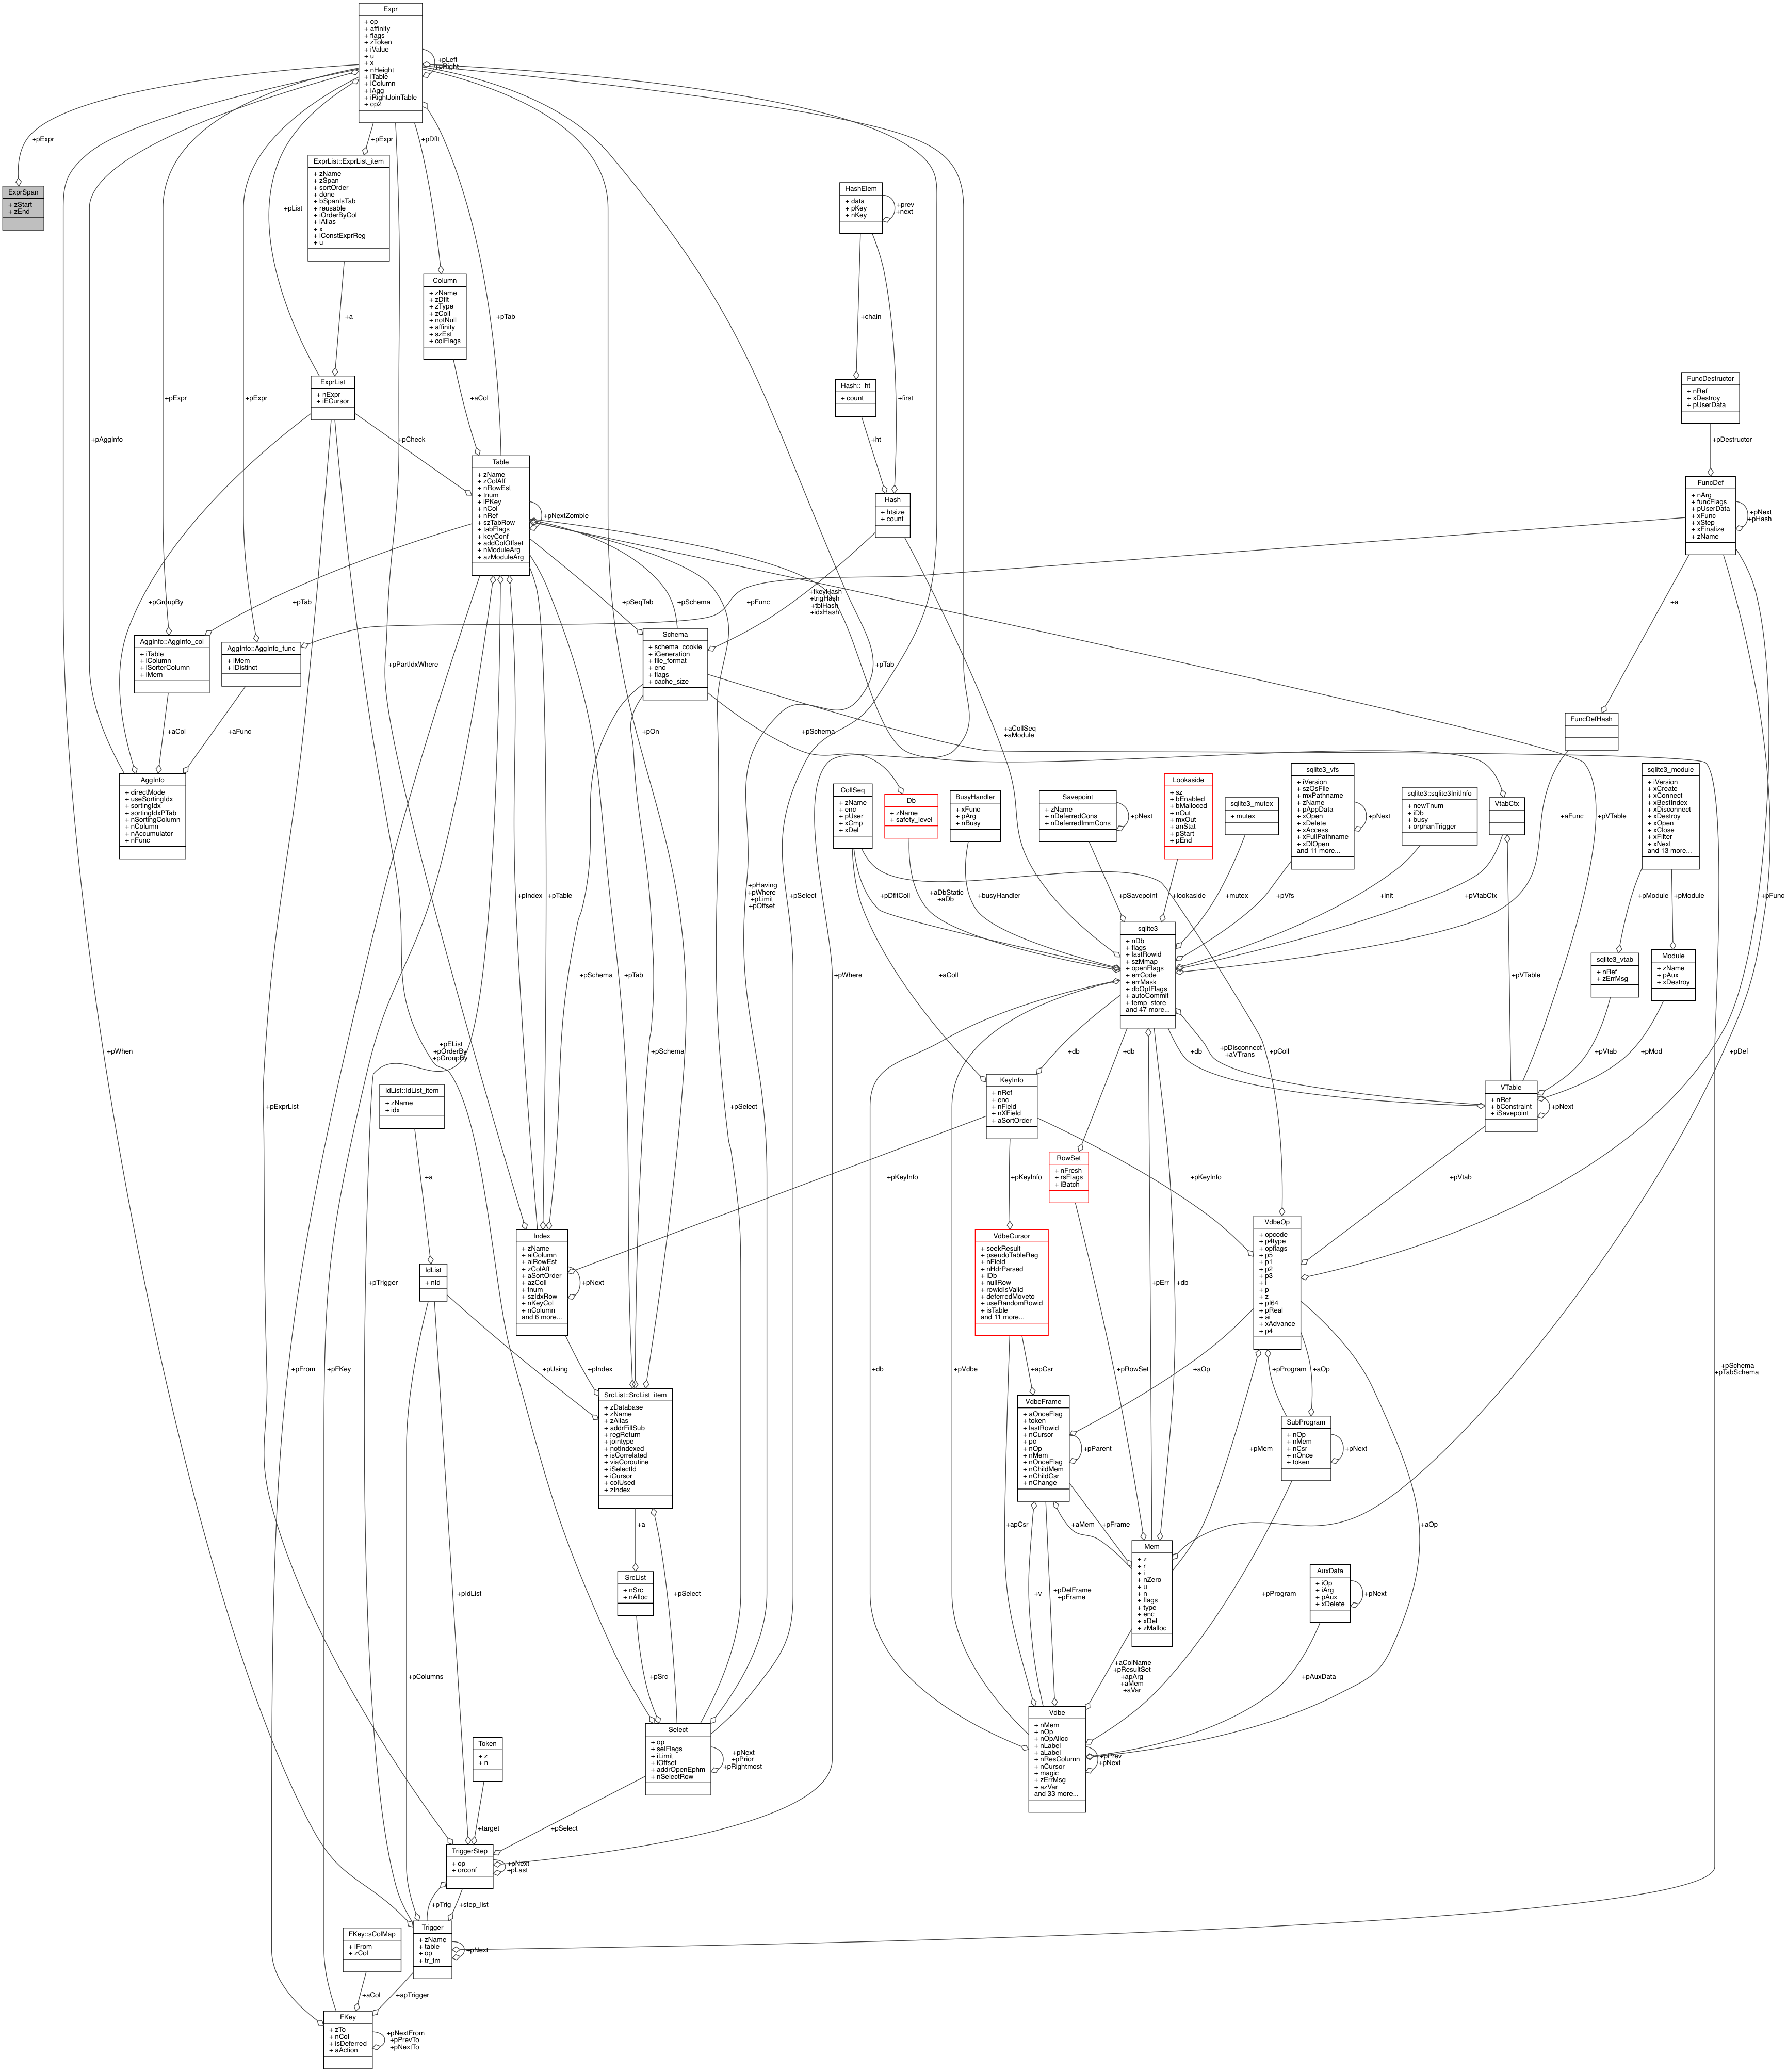 Expr
+ op
+ affinity
+ flags
+ zToken
+ iValue
+ u
+ x
+ nHeight
+ iTable
+ iColumn
+ iAgg
+ iRightJoinTable
+ op2
+pLeft
+pRight
+pExpr
ExprSpan
+ zStart
+ zEnd
+pExpr
+pDflt
ExprList::ExprList_item
+ zName
+ zSpan
+ sortOrder
+ done
+ bSpanIsTab
+ reusable
+ iOrderByCol
+ iAlias
+ x
+ iConstExprReg
+ u
+pList
HashElem
+ data
+ pKey
+ nKey
+prev
+next
Column
+ zName
+ zDflt
+ zType
+ zColl
+ notNull
+ affinity
+ szEst
+ colFlags
+a
+pTab
+chain
ExprList
+ nExpr
+ iECursor
Hash::_ht
+ count
+first
FuncDestructor
+ nRef
+ xDestroy
+ pUserData
+pExpr
+pExpr
+aCol
+pAggInfo
+pCheck
+ht
+pDestructor
Table
+ zName
+ zColAff
+ nRowEst
+ tnum
+ iPKey
+ nCol
+ nRef
+ szTabRow
+ tabFlags
+ keyConf
+ addColOffset
+ nModuleArg
+ azModuleArg
+pNextZombie
Hash
+ htsize
+ count
FuncDef
+ nArg
+ funcFlags
+ pUserData
+ xFunc
+ xStep
+ xFinalize
+ zName
+pNext
+pHash
+pGroupBy
+pTab
+pSeqTab
+pSchema
+pFunc
+fkeyHash
+trigHash
+tblHash
+idxHash
+a
AggInfo::AggInfo_col
+ iTable
+ iColumn
+ iSorterColumn
+ iMem
AggInfo::AggInfo_func
+ iMem
+ iDistinct
Schema
+ schema_cookie
+ iGeneration
+ file_format
+ enc
+ flags
+ cache_size
+pPartIdxWhere
+pTab
FuncDefHash
+aCol
+aFunc
+pOn
+pSchema
+aCollSeq
+aModule
AggInfo
+ directMode
+ useSortingIdx
+ sortingIdx
+ sortingIdxPTab
+ nSortingColumn
+ nColumn
+ nAccumulator
+ nFunc
CollSeq
+ zName
+ enc
+ pUser
+ xCmp
+ xDel
Db
+ zName
+ safety_level
BusyHandler
+ xFunc
+ pArg
+ nBusy
Savepoint
+ zName
+ nDeferredCons
+ nDeferredImmCons
+pNext
Lookaside
+ sz
+ bEnabled
+ bMalloced
+ nOut
+ mxOut
+ anStat
+ pStart
+ pEnd
sqlite3_mutex
+ mutex
sqlite3_vfs
+ iVersion
+ szOsFile
+ mxPathname
+ zName
+ pAppData
+ xOpen
+ xDelete
+ xAccess
+ xFullPathname
+ xDlOpen
and 11 more...
+pNext
sqlite3::sqlite3InitInfo
+ newTnum
+ iDb
+ busy
+ orphanTrigger
VtabCtx
+aFunc
+pVTable
sqlite3_module
+ iVersion
+ xCreate
+ xConnect
+ xBestIndex
+ xDisconnect
+ xDestroy
+ xOpen
+ xClose
+ xFilter
+ xNext
and 13 more...
+pIndex
+pTable
+pHaving
+pWhere
+pLimit
+pOffset
+pSelect
+pDfltColl
+aDbStatic
+aDb
+busyHandler
+pSavepoint
+lookaside
+mutex
+pVfs
+init
+pVtabCtx
+pModule
+pModule
+pFunc
sqlite3
+ nDb
+ flags
+ lastRowid
+ szMmap
+ openFlags
+ errCode
+ errMask
+ dbOptFlags
+ autoCommit
+ temp_store
and 47 more...
+pSchema
+pTab
+pWhere
+aColl
+pVTable
sqlite3_vtab
+ nRef
+ zErrMsg
Module
+ zName
+ pAux
+ xDestroy
+pWhen
+pEList
+pOrderBy
+pGroupBy
+pSchema
+db
+db
+db
+pDisconnect
+aVTrans
+pColl
+pVtab
+pMod
+pDef
KeyInfo
+ nRef
+ enc
+ nField
+ nXField
+ aSortOrder
VTable
+ nRef
+ bConstraint
+ iSavepoint
+pNext
IdList::IdList_item
+ zName
+ idx
+pExprList
+pSelect
RowSet
+ nFresh
+ rsFlags
+ iBatch
+a
+pKeyInfo
+pKeyInfo
+pKeyInfo
+pVtab
Index
+ zName
+ aiColumn
+ aiRowEst
+ zColAff
+ aSortOrder
+ azColl
+ tnum
+ szIdxRow
+ nKeyCol
+ nColumn
and 6 more...
+pNext
VdbeCursor
+ seekResult
+ pseudoTableReg
+ nField
+ nHdrParsed
+ iDb
+ nullRow
+ rowidIsValid
+ deferredMoveto
+ useRandomRowid
+ isTable
and 11 more...
VdbeOp
+ opcode
+ p4type
+ opflags
+ p5
+ p1
+ p2
+ p3
+ i
+ p
+ z
+ pI64
+ pReal
+ ai
+ xAdvance
+ p4
IdList
+ nId
+pTrigger
+pErr
+db
+pFrom
+pFKey
+pUsing
+pIndex
+db
+pVdbe
+apCsr
+pRowSet
+aOp
+pProgram
+aOp
+pSchema
+pTabSchema
SrcList::SrcList_item
+ zDatabase
+ zName
+ zAlias
+ addrFillSub
+ regReturn
+ jointype
+ notIndexed
+ isCorrelated
+ viaCoroutine
+ iSelectId
+ iCursor
+ colUsed
+ zIndex
VdbeFrame
+ aOnceFlag
+ token
+ lastRowid
+ nCursor
+ pc
+ nOp
+ nMem
+ nOnceFlag
+ nChildMem
+ nChildCsr
+ nChange
+pParent
SubProgram
+ nOp
+ nMem
+ nCsr
+ nOnce
+ token
+pNext
+pMem
+a
+apCsr
+aMem
+pFrame
+aOp
Mem
+ z
+ r
+ i
+ nZero
+ u
+ n
+ flags
+ type
+ enc
+ xDel
+ zMalloc
SrcList
+ nSrc
+ nAlloc
+pIdList
+pSelect
+v
+pDelFrame
+pFrame
+pProgram
AuxData
+ iOp
+ iArg
+ pAux
+ xDelete
+pNext
+pColumns
+pSrc
+aColName
+pResultSet
+apArg
+aMem
+aVar
+pAuxData
Vdbe
+ nMem
+ nOp
+ nOpAlloc
+ nLabel
+ aLabel
+ nResColumn
+ nCursor
+ magic
+ zErrMsg
+ azVar
and 33 more...
+pPrev
+pNext
Select
+ op
+ selFlags
+ iLimit
+ iOffset
+ addrOpenEphm
+ nSelectRow
+pNext
+pPrior
+pRightmost
Token
+ z
+ n
+target
+pSelect
TriggerStep
+ op
+ orconf
+pNext
+pLast
+pTrig
+step_list
Trigger
+ zName
+ table
+ op
+ tr_tm
+pNext
FKey::sColMap
+ iFrom
+ zCol
+aCol
+apTrigger
FKey
+ zTo
+ nCol
+ isDeferred
+ aAction
+pNextFrom
+pPrevTo
+pNextTo